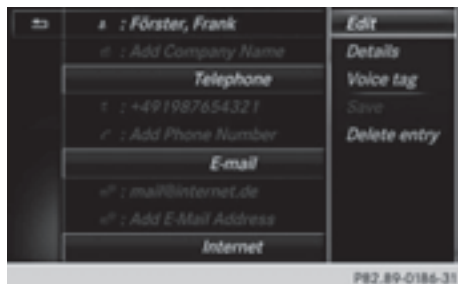 : Förster, Frank
: Add Company Name
Telephone
: +491987654321
: Add Phone Number
E-mail
: mail@internet.de
: Add E-Mail Address
Internet
Edit
Details
Voice tag
Save
Delete entry
P82.89-0186-31